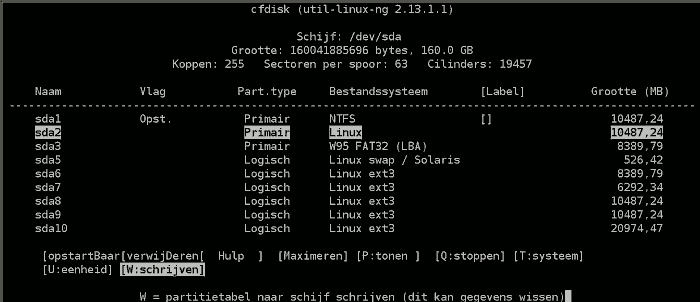 cfdisk (util-linux-ng 2.13.1.1)
Schijf: /dev/sda
Grootte: 160041885696 bytes, 160.0 GB
Koppen: 255 Sectoren per spoor: 63 Cilinders: 19457
Naam Vlag Part.type Bestandssysteem [Label] Grootte (MB)
sda1 Opst. Primair NTFS [] 10487,24
sda2 Primair Linux 10487,24
sda3 Primair W95 FAT32 (LBA) 8389,79
sda5 Logisch Linux swap / Solaris 526,42
sda6 Logisch Linux ext3 8389,79
sda7 Logisch Linux ext3 6292,34
sda8 Logisch Linux ext3 10487,24
sda9 Logisch Linux ext3 10487,24
sda10 Logisch Linux ext3 20974,47
[opstartBaar[verwijDeren[ Hulp ] [Maximeren] [P:tonen ] [Q:stoppen] [T:systeem]
[U:eenheid] [W:schrijven]
W = partitietabel naar schijf schrijven (dit kan gegevens wissen)